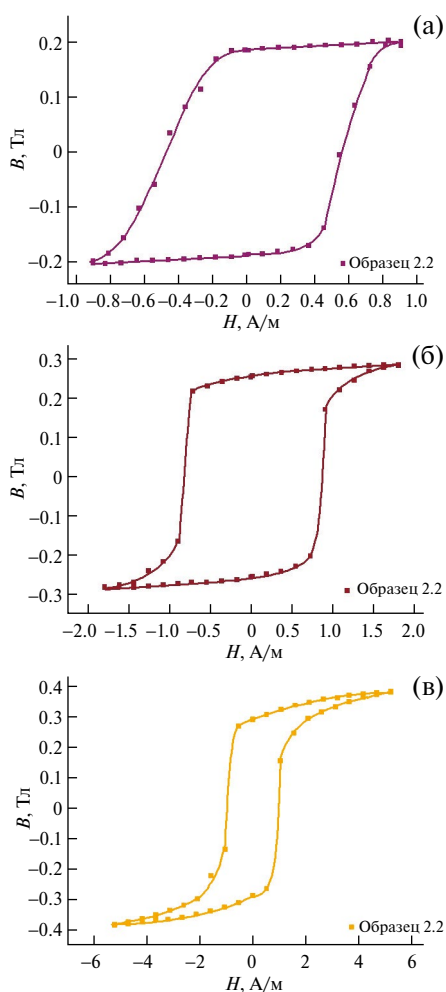 (а)
0.2
0.1
0
–0.1
–0.2
B, Тл
Образец 2.2
–1.0 –0.8 –0.6 –0.4 –0.2 0 0.2 0.4 0.6 0.8 1.0
H, А/м
(б)
0.3
0.2
0.1
0
–0.1
–0.2
–0.3
B, Тл
Образец 2.2
–2.0 –1.5 –1.0 –0.5 0 0.5 1.0 1.5 2.0
H, А/м
(в)
0.4
0.3
0.2
0.1
0
–0.1
–0.2
–0.3
–0.4
B, Тл
Образец 2.2
–6 –4 –2 0 2 4 6
H, А/м